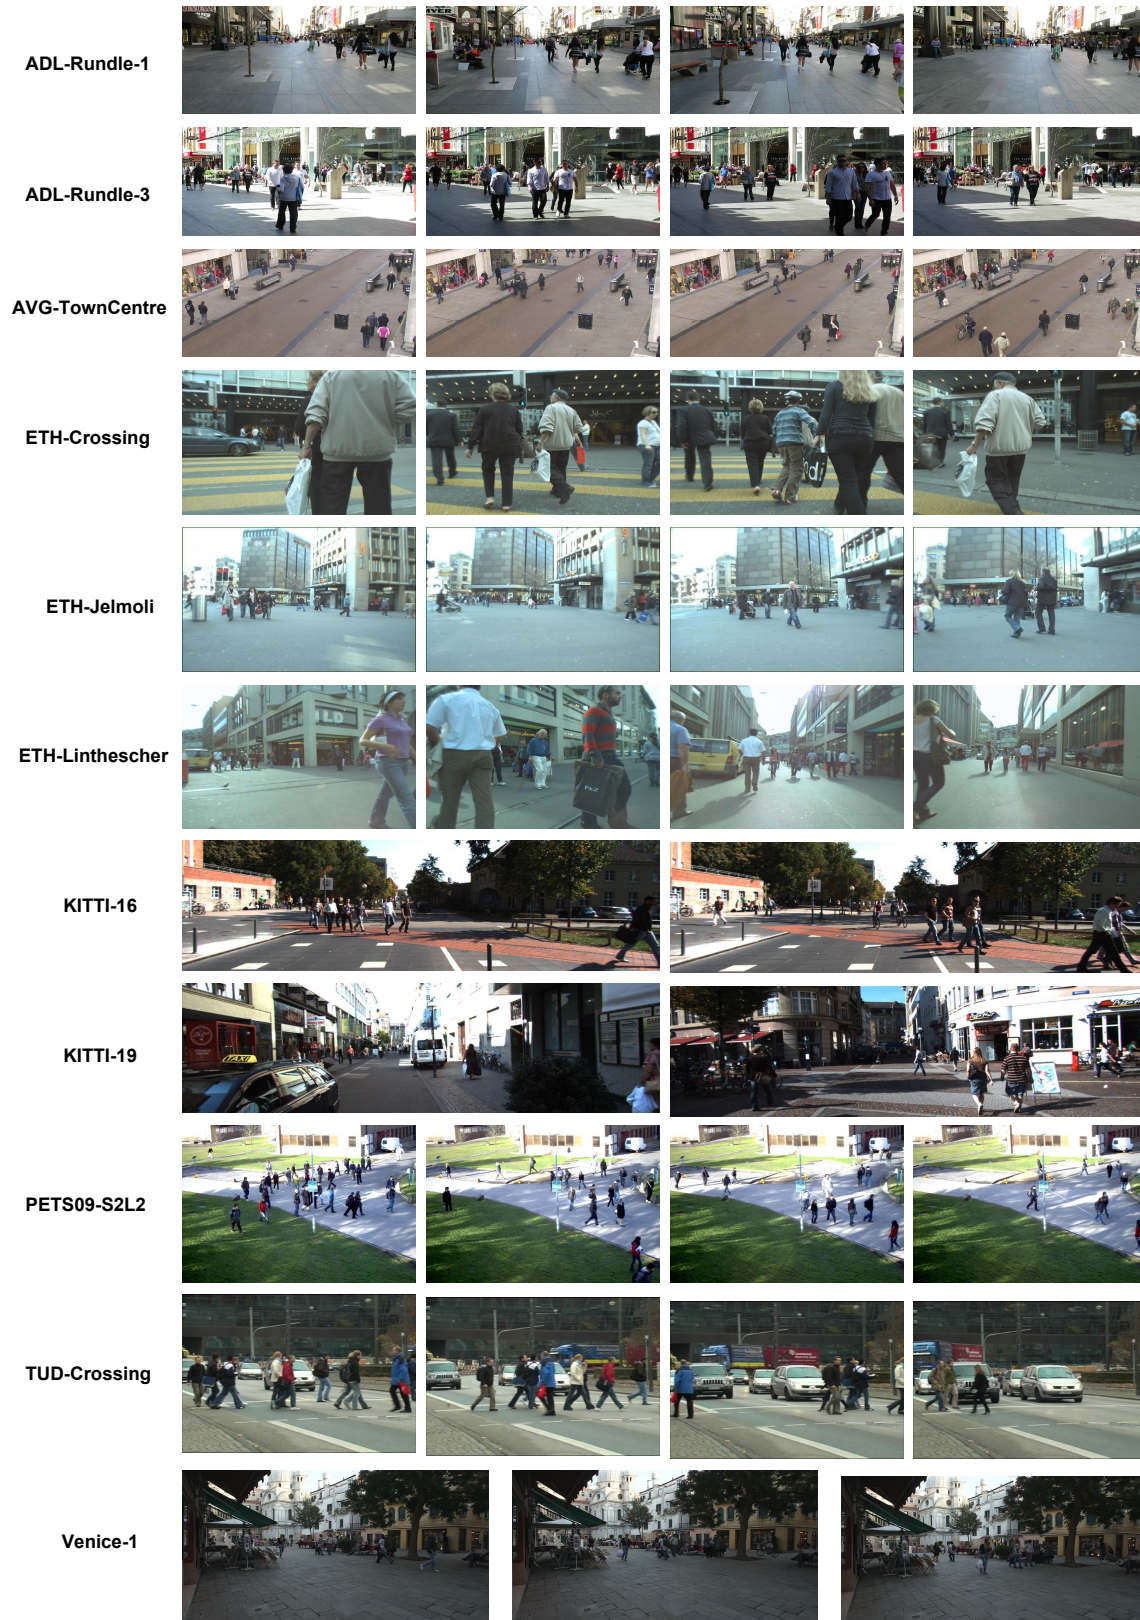 ADL-Rundle-1
ADL-Rundle-3
AVG-TownCentre
ETH-Crossing
ETH-Jelmoli
ETH-Linthescher
KITTI-16
TAXI
KITTI-19
PETS09-S2L2
TUD-Crossing
Venice-1